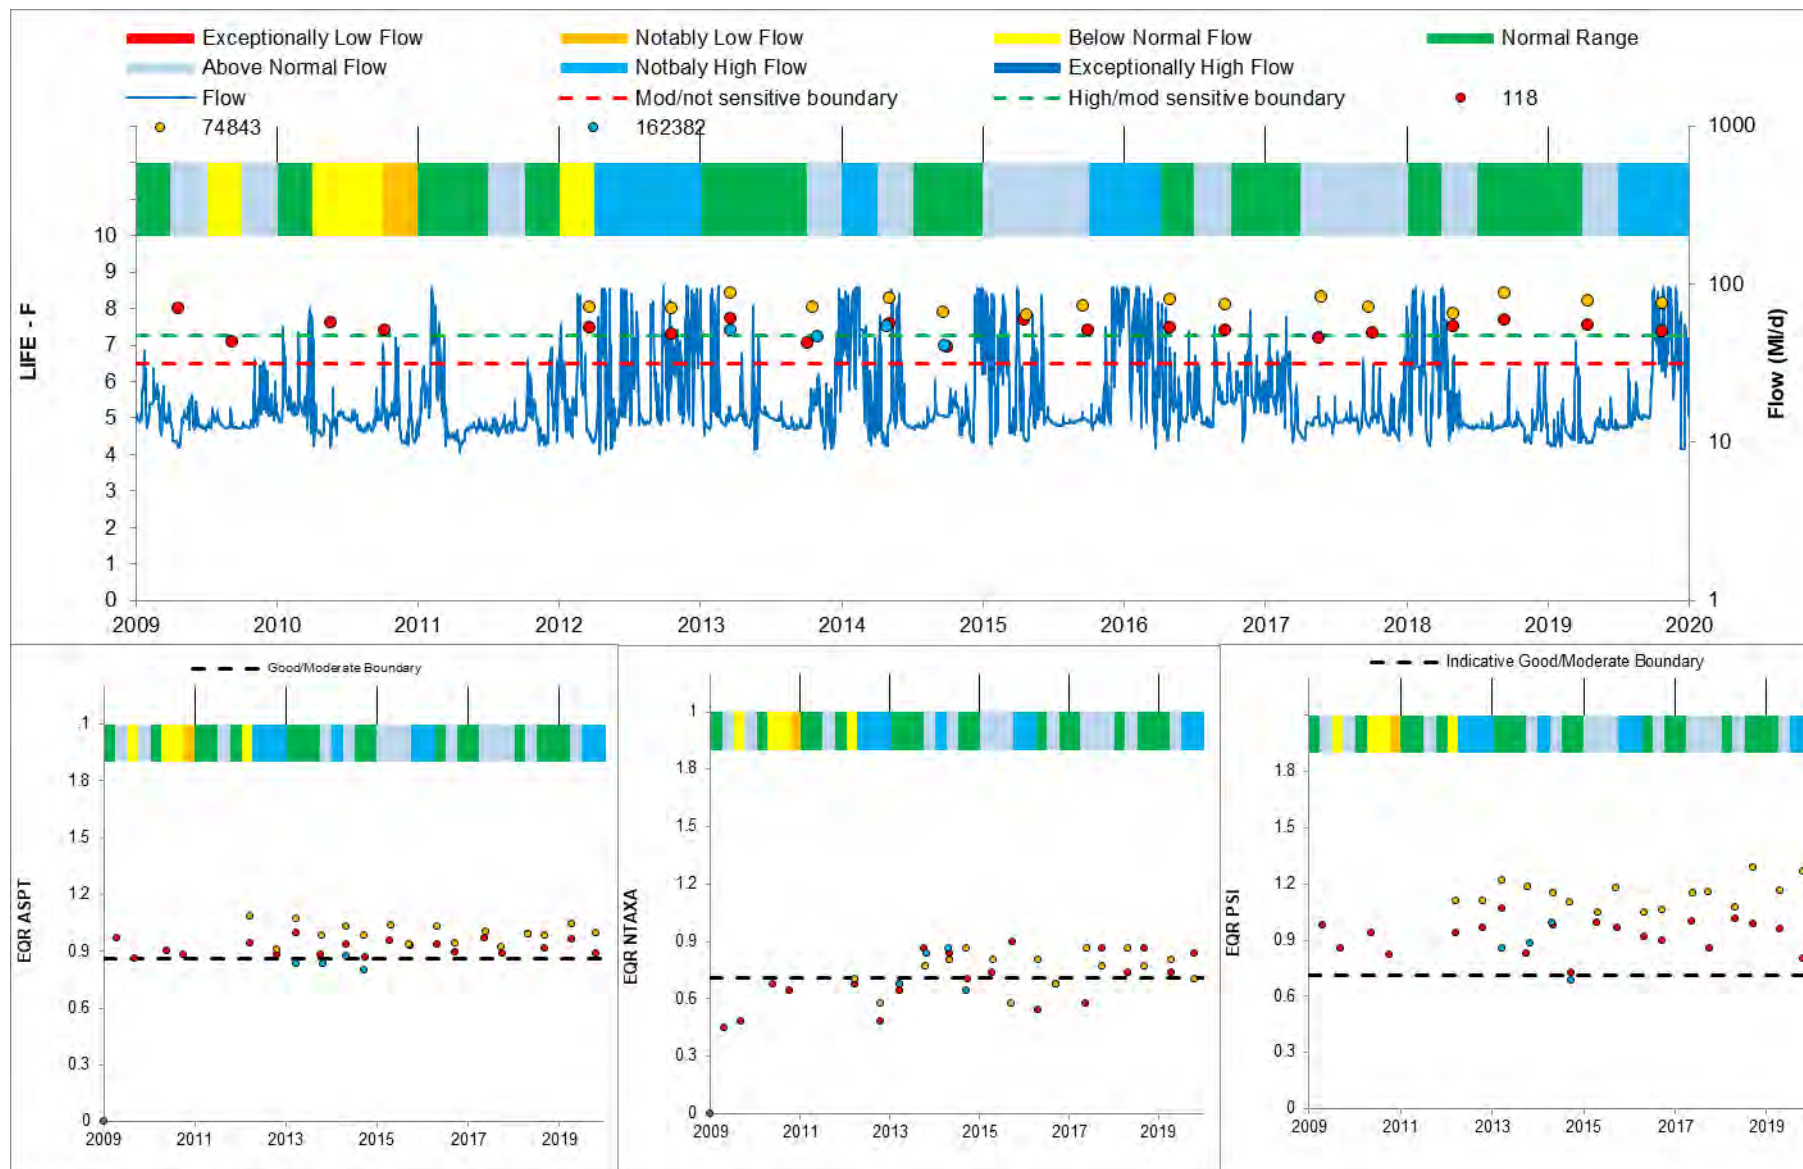 Exceptionally Low Flow Notably Low Flow Below Normal Flow Normal Range
Above Normal Flow Notbaly High Flow Exceptionally High Flow
Flow Mod/not sensitive boundary High/mod sensitive boundary 118
74843 162382
1000
10
9
8
7
6
5
4
3
2
1
0
LIFE - F
100
10
1
Flow (Ml/d)
2009 2010 2011 2012 2013 2014 2015 2016 2017 2018 2019 2020
Good/Moderate Boundary
1
1.8
1.5
1.2
0.9
0.6
0.3
0
EQR ASPT
2009 2011 2013 2015 2017 2019
1
1.8
1.5
1.2
0.9
0.6
0.3
0
EQR NTAXA
2009 2011 2013 2015 2017 2019
Indicative Good/Moderate Boundary
1.8
1.5
1.2
0.9
0.6
0.3
0
EQR PSI
2009 2011 2013 2015 2017 2019